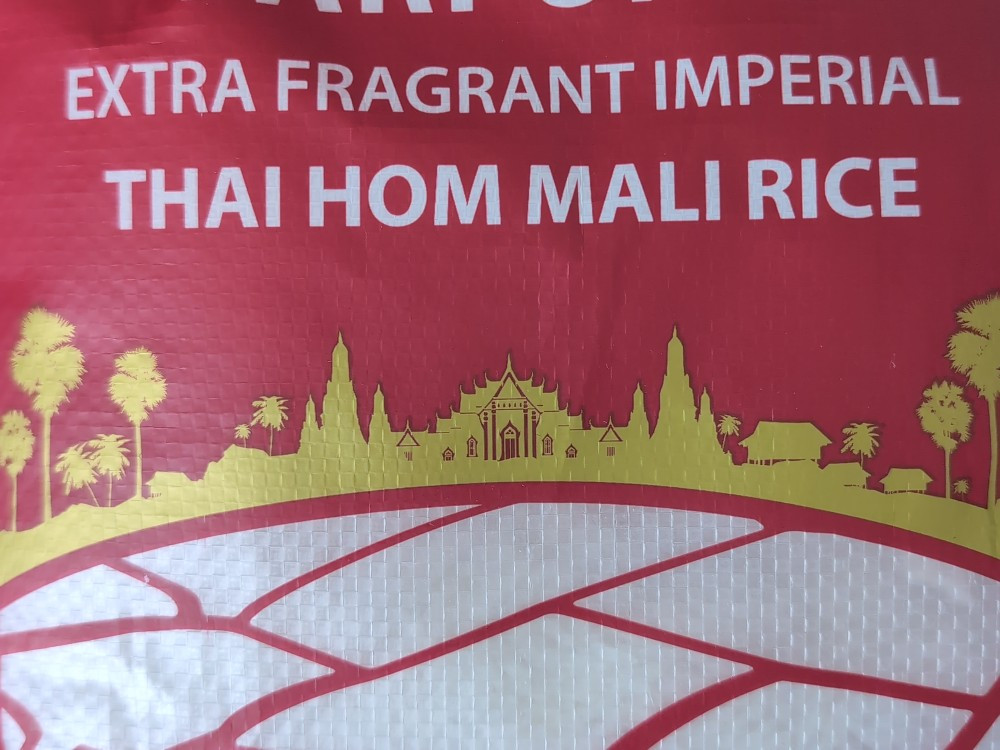 EXTRA FRAGRANT IMPERIAL
THAI HOM MALI RICE